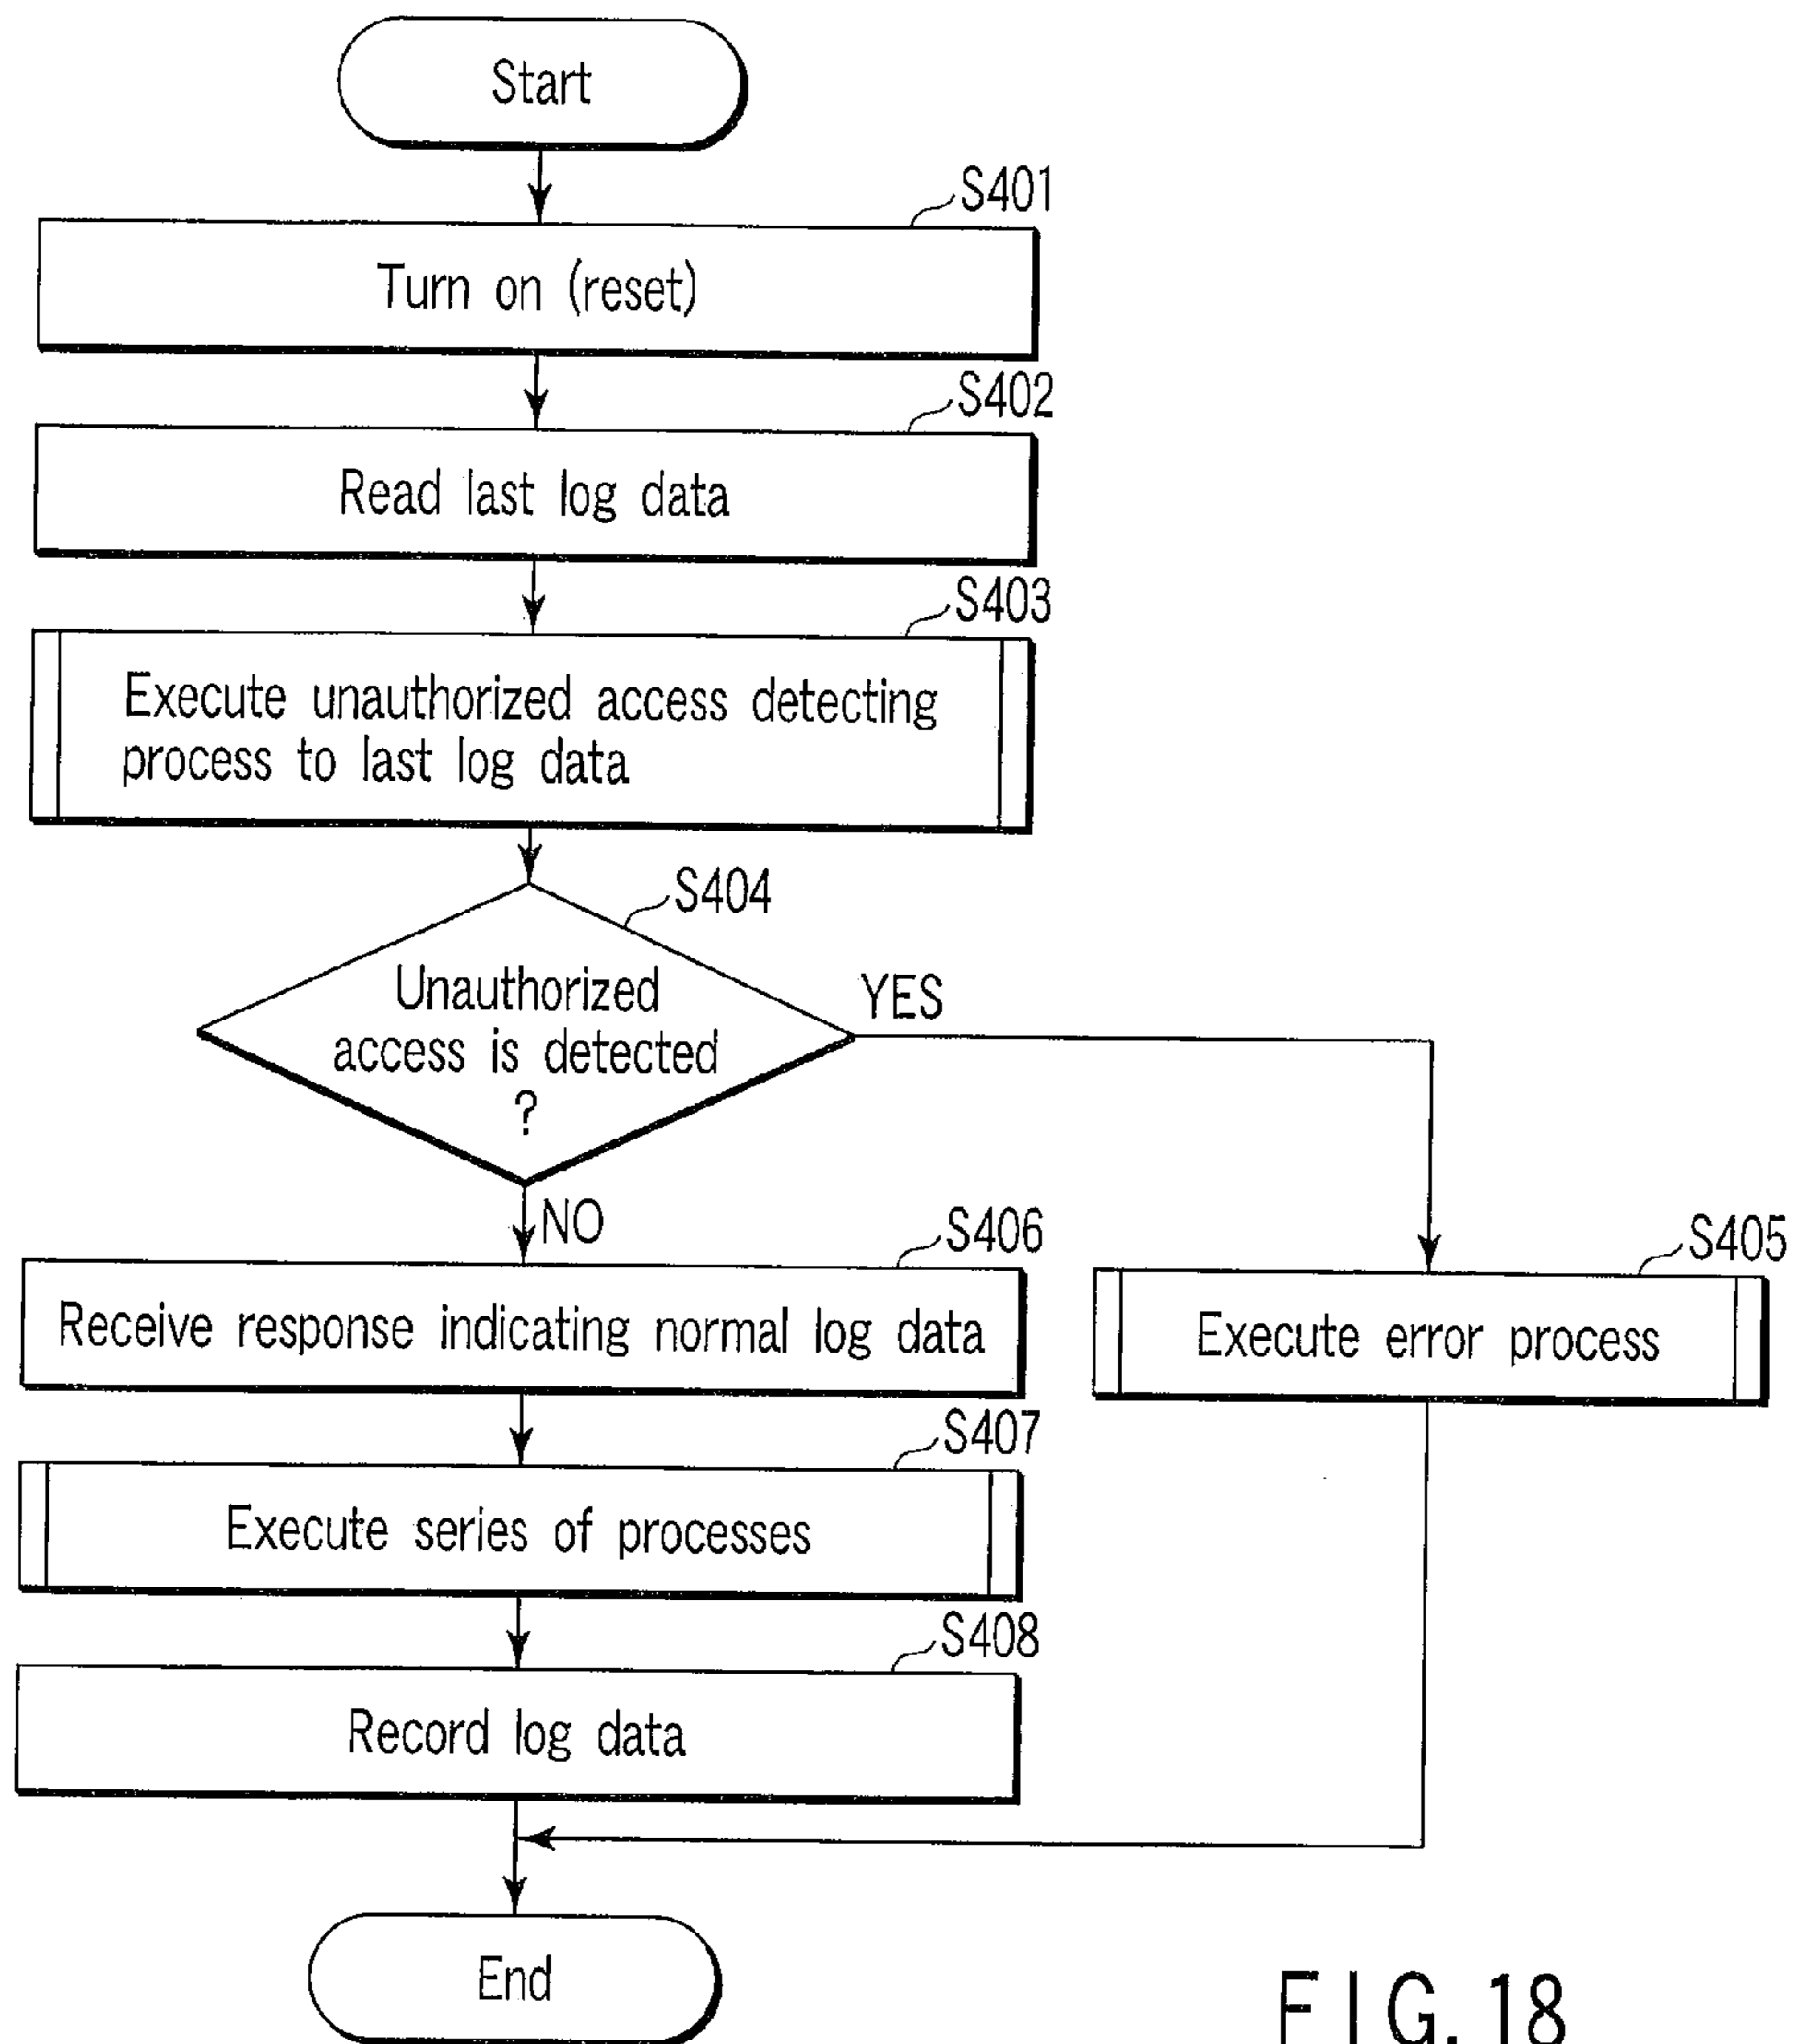 Start
S401
Turn on (reset)
S402
Read last log data
S403
Execute unauthorized access detecting
process to last log data
S404
Unauthorized
access is detected
?
YES
NO
S406
Receive response indicating normal log data
S405
Execute error process
S407
Execute series of processes
S408
Record log data
End
FIG. 18